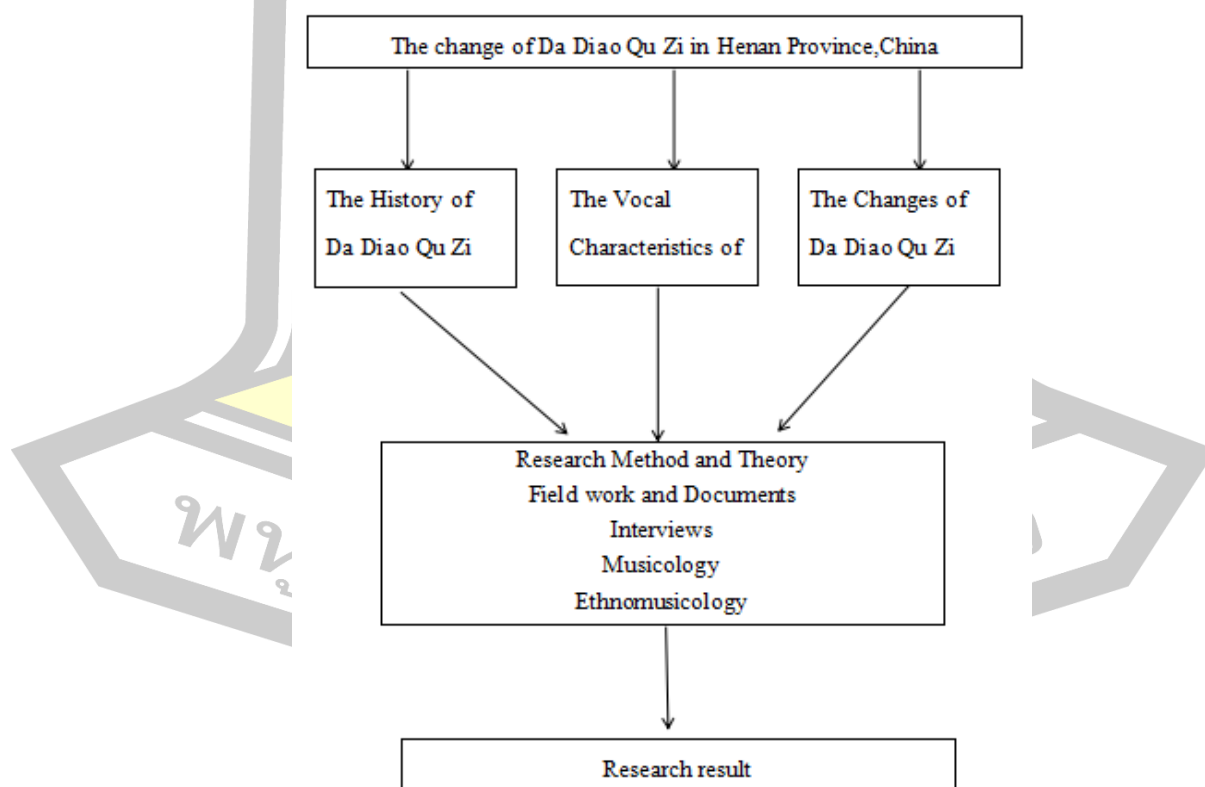 The change of Da Diao Qu Zi in Henan Province,China
The History of
Da Diao Qu Zi
The Vocal
Characteristics of
The Changes of
Da Diao Qu Zi
Research Method and Theory
Field work and Documents
Interviews
Musicology
Ethnomusicology
Research result